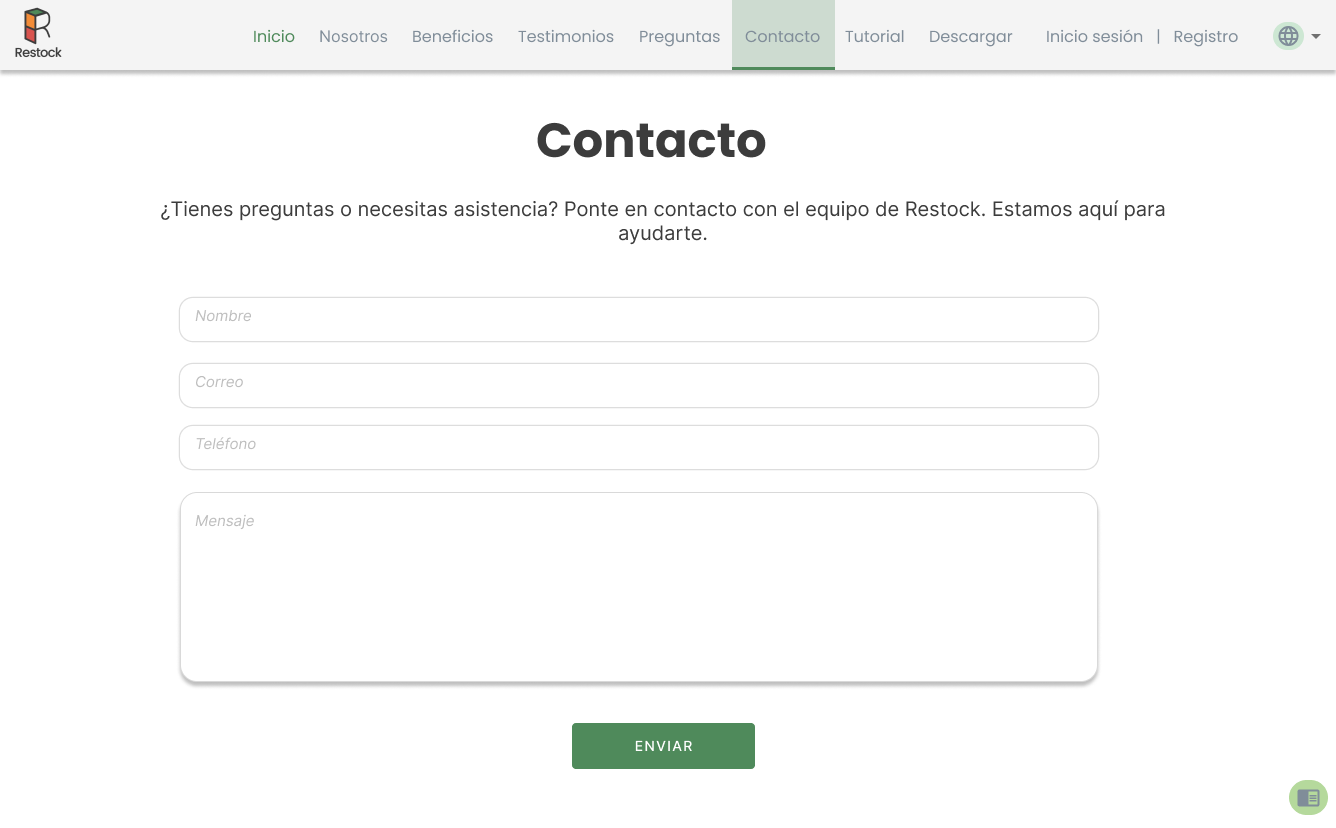 Restock
Inicio Nosotros Beneficios Testimonios Preguntas Contacto Tutorial Descargar Inicio sesión | Registro
Contacto
¿Tienes preguntas o necesitas asistencia? Ponte en contacto con el equipo de Restock. Estamos aquí para
ayudarte.
Nombre
Correo
Teléfono
Mensaje
ENVIAR